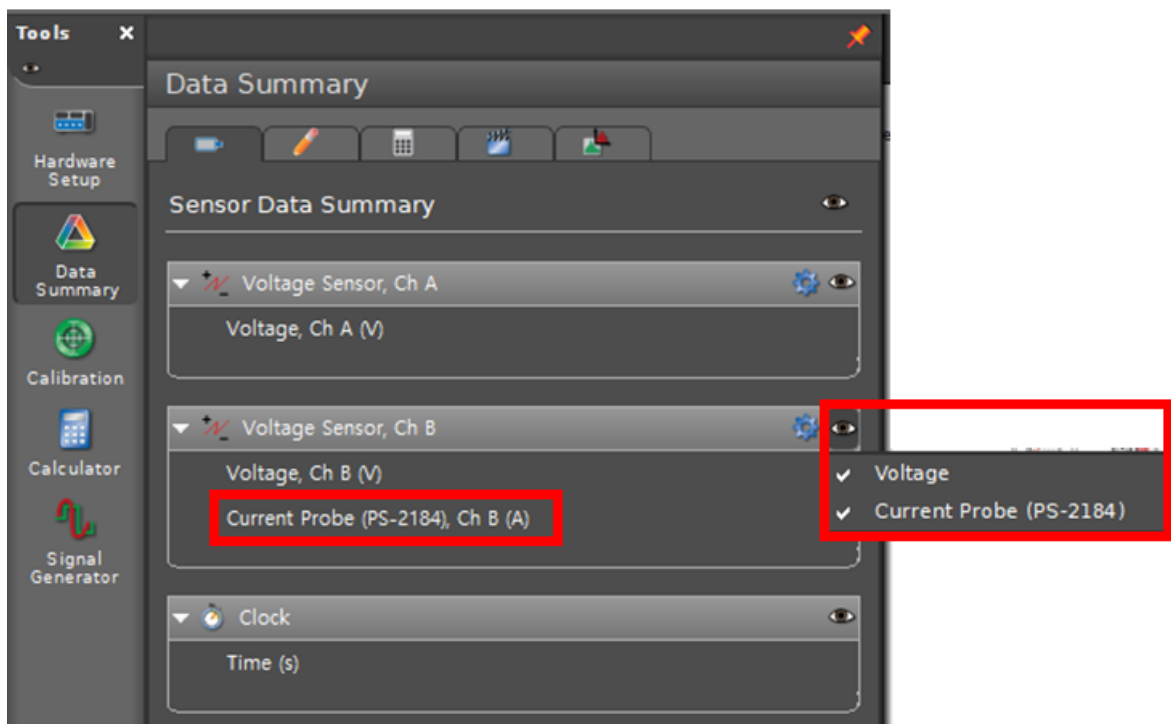 Tools
Data Summary
Hardware
Setup
Data
Summary
Calibration
Calculator
Signal
Generator
Sensor Data Summary
Voltage Sensor, Ch A
Voltage, Ch A (V)
Voltage Sensor, Ch B
Voltage, Ch B (V)
Current Probe (PS-2184), Ch B (A)
Voltage
Current Probe (PS-2184)
Clock
Time (s)